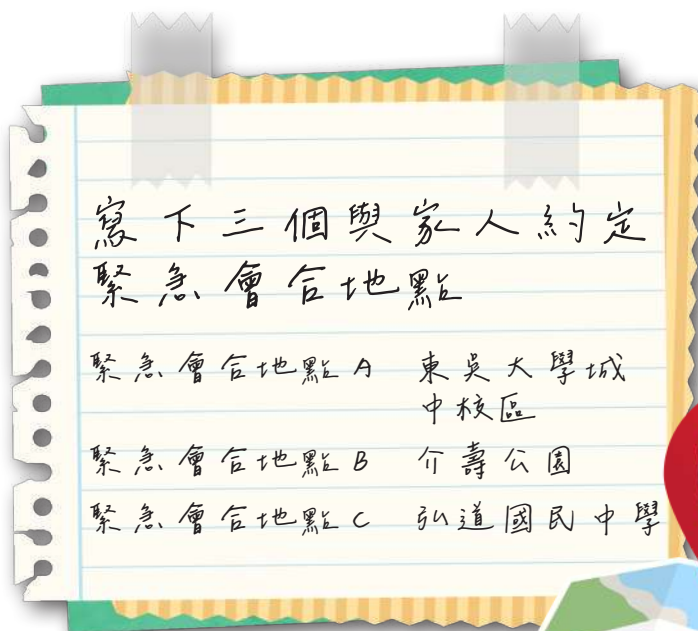 寫下三個與家人約定
緊急會合地點
緊急會合地點A 東吳大學城
中校區
緊急會合地點B 介壽公園
緊急會合地點C 弘道國民中學